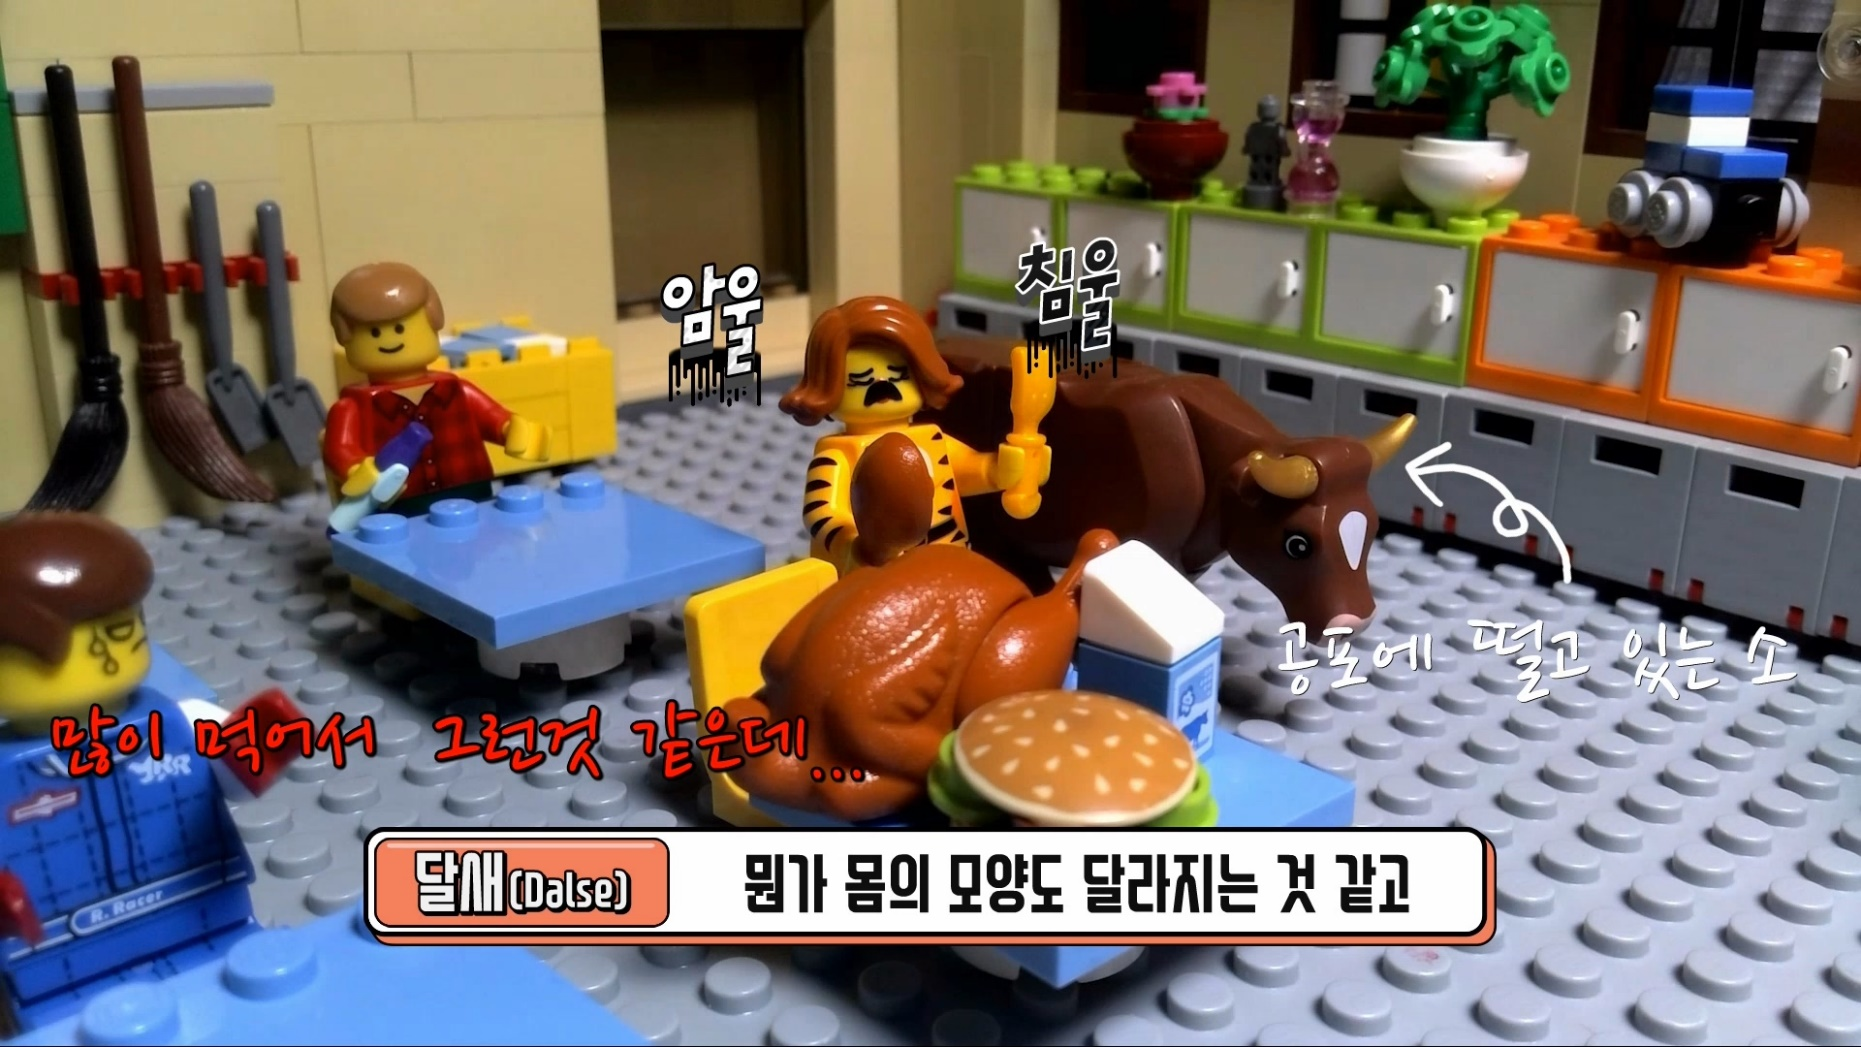 암울
침울
공포에 떨고 있는 소
많이 먹어서 그런것 같은데...
R. Racer
달새(Dalse) 뭔가 몸의 모양도 달라지는 것 같고